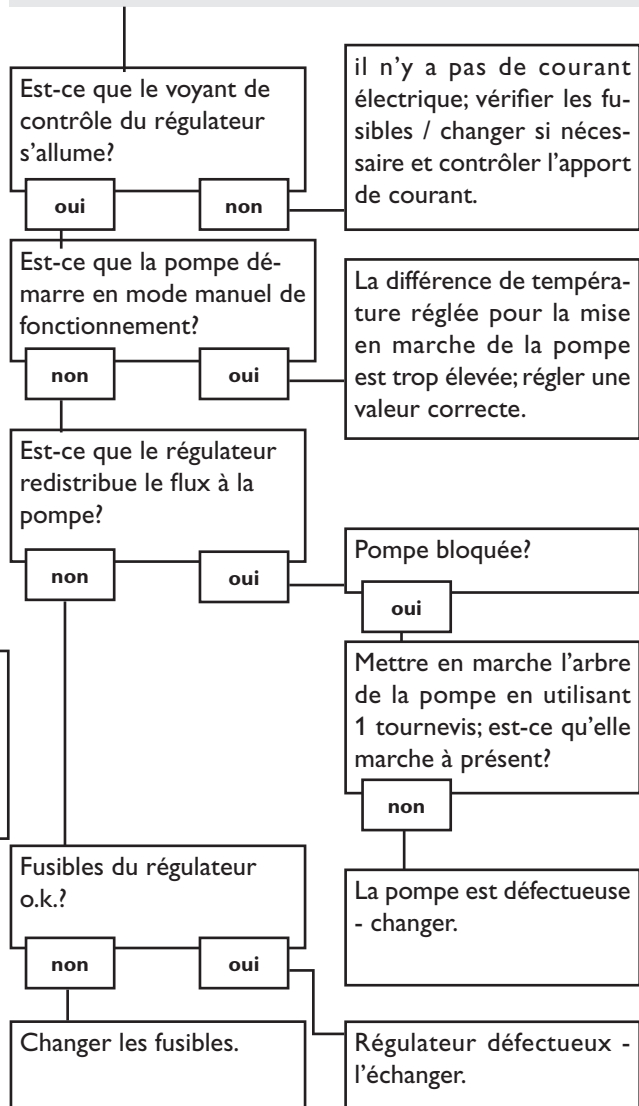 Est-ce que le voyant de
contrôle du régulateur
s'allume?
oui
non
il n'y a pas de courant
électrique; vérifier les fu-
sibles / changer si néces-
saire et contrôler l'apport
de courant.
Est-ce que la pompe dé-
marre en mode manuel de
fonctionnement?
non
oui
La différence de tempéra-
ture réglée pour la mise
en marche de la pompe
est trop élevée; régler une
valeur correcte.
Est-ce que le régulateur
redistribue le flux à la
pompe?
non
oui
Pompe bloquée?
oui
Mettre en marche l'arbre
de la pompe en utilisant
1 tournevis; est-ce qu'elle
marche à présent?
non
La pompe est défectueuse
- changer.
Fusibles du régulateur
o.k.?
non
oui
Changer les fusibles.
Régulateur défectueux -
l'échanger.